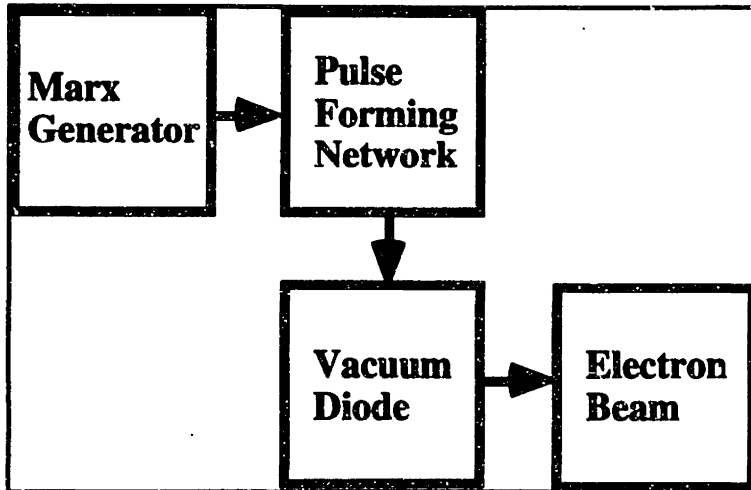 Marx
Generator
Pulse
Forming
Network
Vacuum
Diode
Electron
Beam